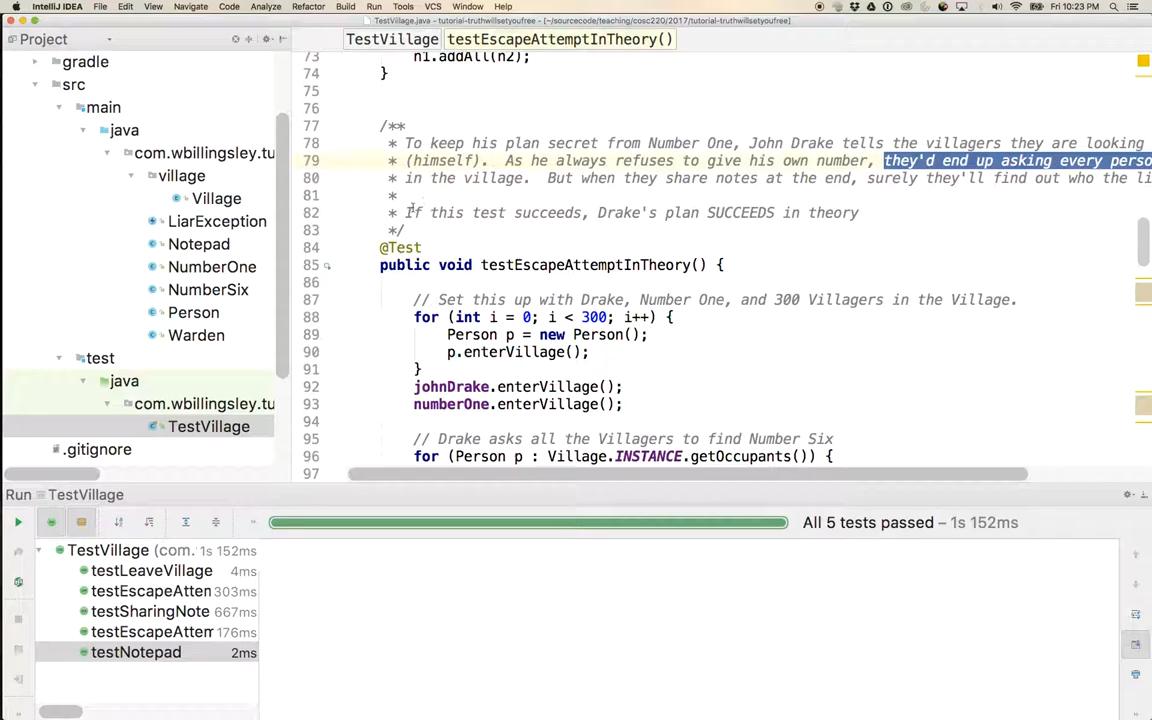 IntelliJ IDEA File Edit View Navigate Code Analyze Refactor Build Run Tools VCS Window Help Fri 10:23 PM
TestVillage.java - tutorial-truthwillsetyoufree - [~/sourcecode/teaching/cosc220/2017/tutorial-truthwillsetyoufree]
Project
TestVillage testEscapeAttemptInTheory()
gradle
src
main
java
com.wbillingsley.tu
village
Village
LiarException
Notepad
NumberOne
NumberSix
Person
Warden
test
java
com.wbillingsley.tu
TestVillage
.gitignore
73 n1.addAll(n2);
74 }
75
76
77 /**
78 * To keep his plan secret from Number One, John Drake tells the villagers they are looking
79 * (himself). As he always refuses to give his own number, they'd end up asking every perso
80 * in the village. But when they share notes at the end, surely they'll find out who the li
81 *
82 * If this test succeeds, Drake's plan SUCCEEDS in theory
83 */
84 @Test
85 public void testEscapeAttemptInTheory() {
86
87 // Set this up with Drake, Number One, and 300 Villagers in the Village.
88 for (int i = 0; i < 300; i++) {
89 Person p = new Person();
90 p.enterVillage();
91 }
92 johnDrake.enterVillage();
93 numberOne.enterVillage();
94
95 // Drake asks all the Villagers to find Number Six
96 for (Person p : Village.INSTANCE.getOccupants()) {
97
Run TestVillage
All 5 tests passed – 1s 152ms
TestVillage (com. 1s 152ms
testLeaveVillage 4ms
testEscapeAtten 303ms
testSharingNote 667ms
testEscapeAtten 176ms
testNotepad 2ms